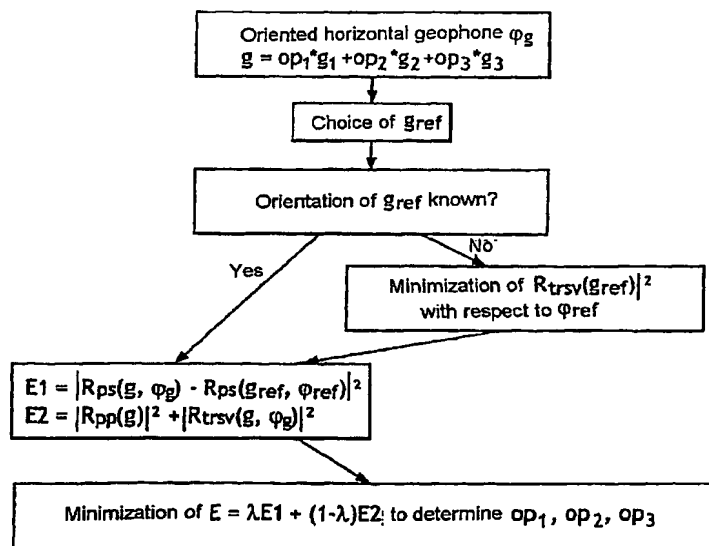 Oriented horizontal geophone φg
g = op1*g1+op2*g2+op3*g3
Choice of gref
Orientation of gref known?
Yes
No
Minimization of Rtrsv(gref)|²
with respect to φref
E1 = |Rps(g, φg) - Rps(gref, φref)|²
E2 = |Rpp(g)|² +|Rtrsv(g, φg)|²
Minimization of E = λE1 + (1-λ)E2 to determine op1, op2, op3